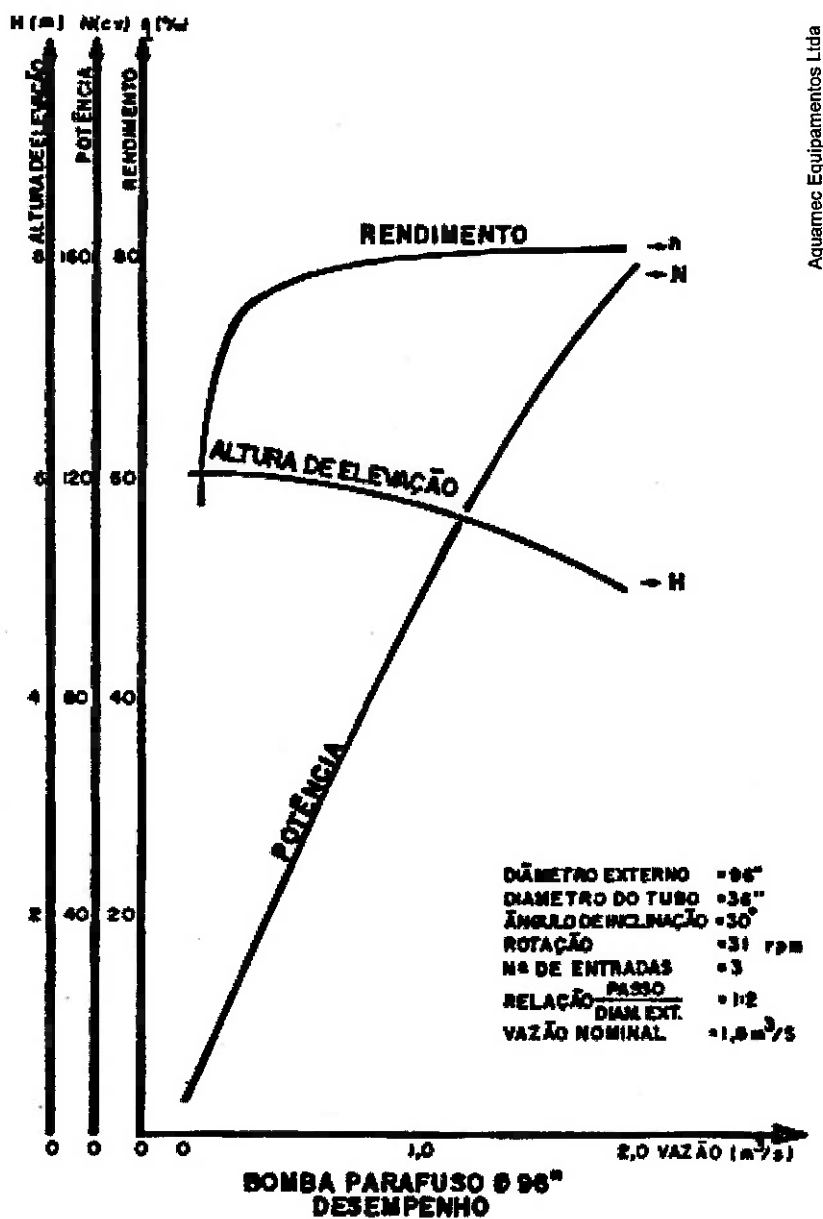 H (m) N(cv) η (%)
ALTURA DE ELEVAÇÃO
POTÊNCIA
RENDIMENTO
Aquamec Equipamentos Ltda
RENDIMENTO
8 160 80
N
ALTURA DE ELEVAÇÃO
6 120 60
H
4 80 40
POTÊNCIA
DIÂMETRO EXTERNO = 96"
DIAMETRO DO TUBO = 36"
2 40 20
ÂNGULO DE INCLINAÇÃO = 30°
ROTAÇÃO = 31 rpm
Nº DE ENTRADAS = 3
RELAÇÃO PASSO = 1:2
DIAM. EXT.
VAZÃO NOMINAL m³/S
0 0 0 0 1,0 2,0 VAZÃO (m³/s)
BOMBA PARAFUSO 96"
DESEMPENHO